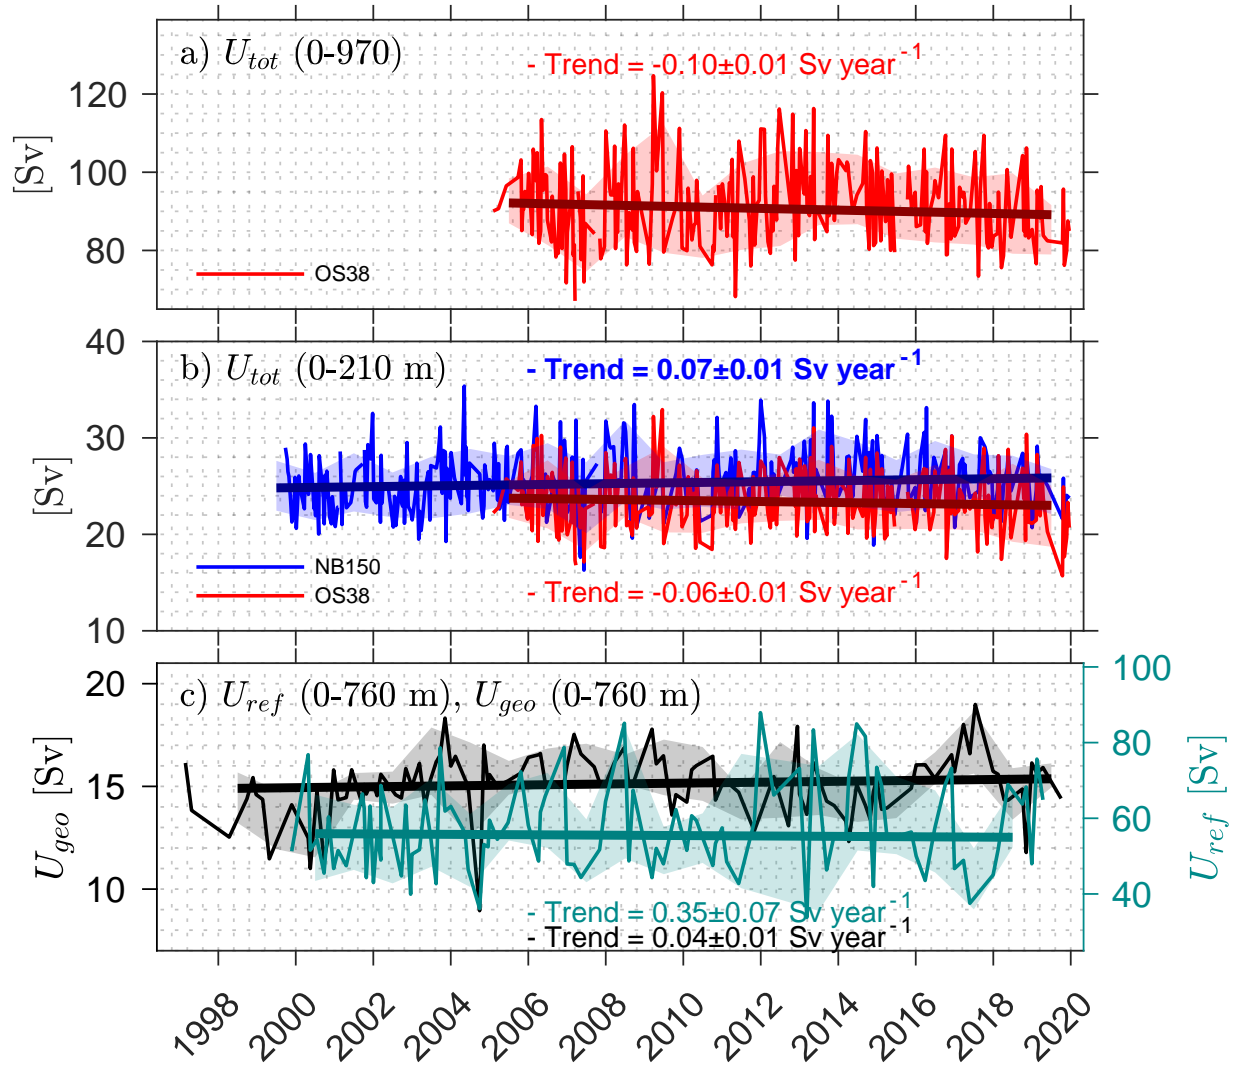 a) U_tot (0-970)
- Trend = -0.10±0.01 Sv year^-1
120
100
80
[Sv]
OS38
b) U_tot (0-210 m)
- Trend = 0.07±0.01 Sv year^-1
40
30
20
10
[Sv]
NB150
OS38
- Trend = -0.06±0.01 Sv year^-1
c) U_ref (0-760 m), U_geo (0-760 m)
20
15
10
U_geo [Sv]
100
80
60
40
U_ref [Sv]
- Trend = 0.35±0.07 Sv year^-1
- Trend = 0.04±0.01 Sv year^-1
1998 2000 2002 2004 2006 2008 2010 2012 2014 2016 2018 2020